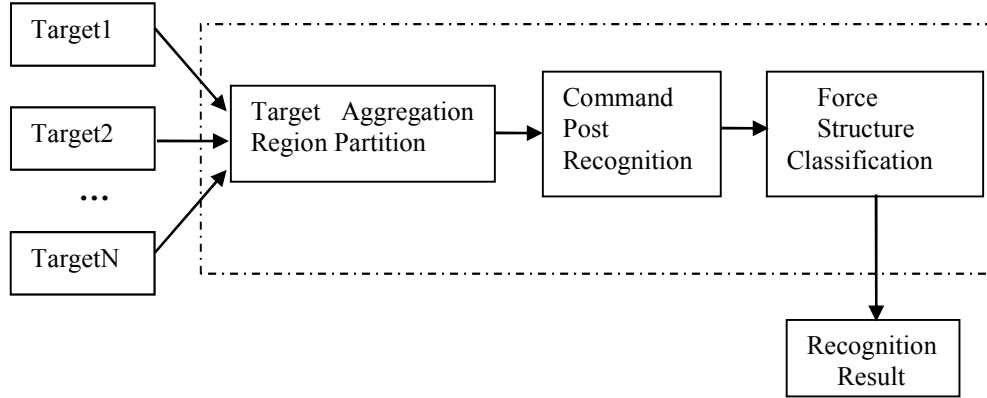 Target1
Target2
...
TargetN
Target Aggregation
Region Partition
Command
Post
Recognition
Force
Structure
Classification
Recognition
Result